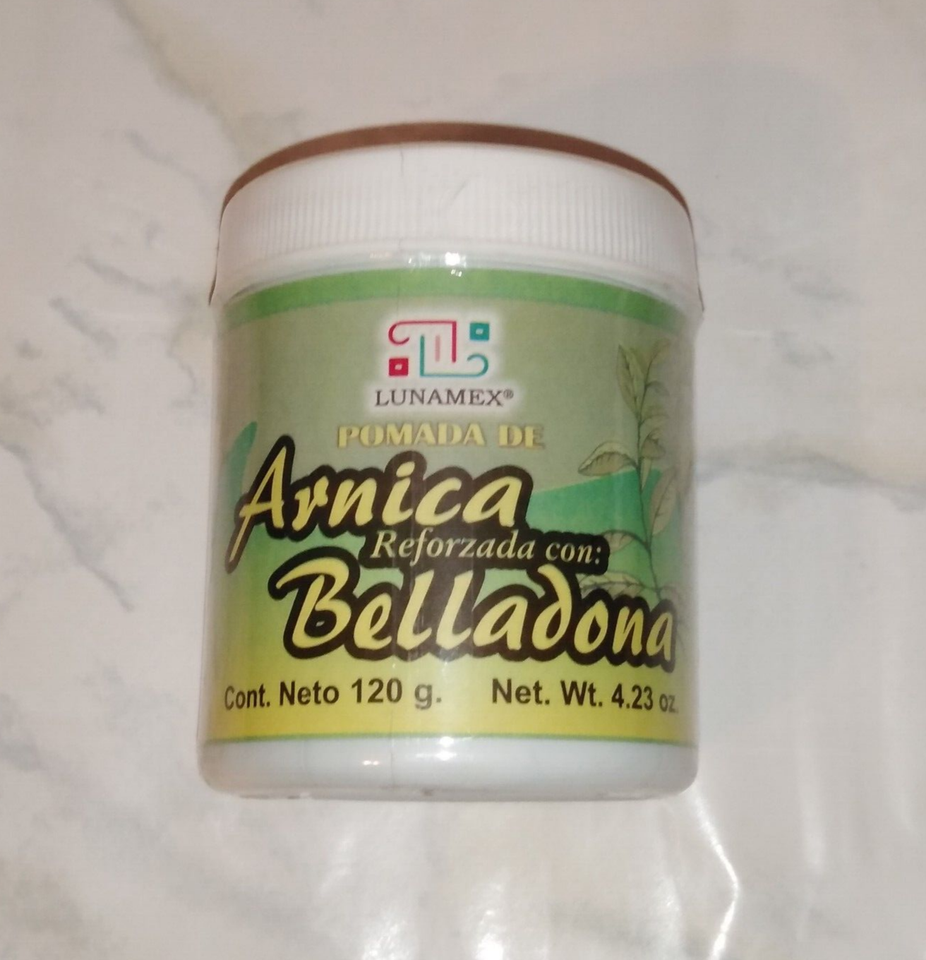 LUNAMEX®
POMADA DE
Arnica
Reforzada con:
Belladona
Cont. Neto 120 g. Net. Wt. 4.23 oz.